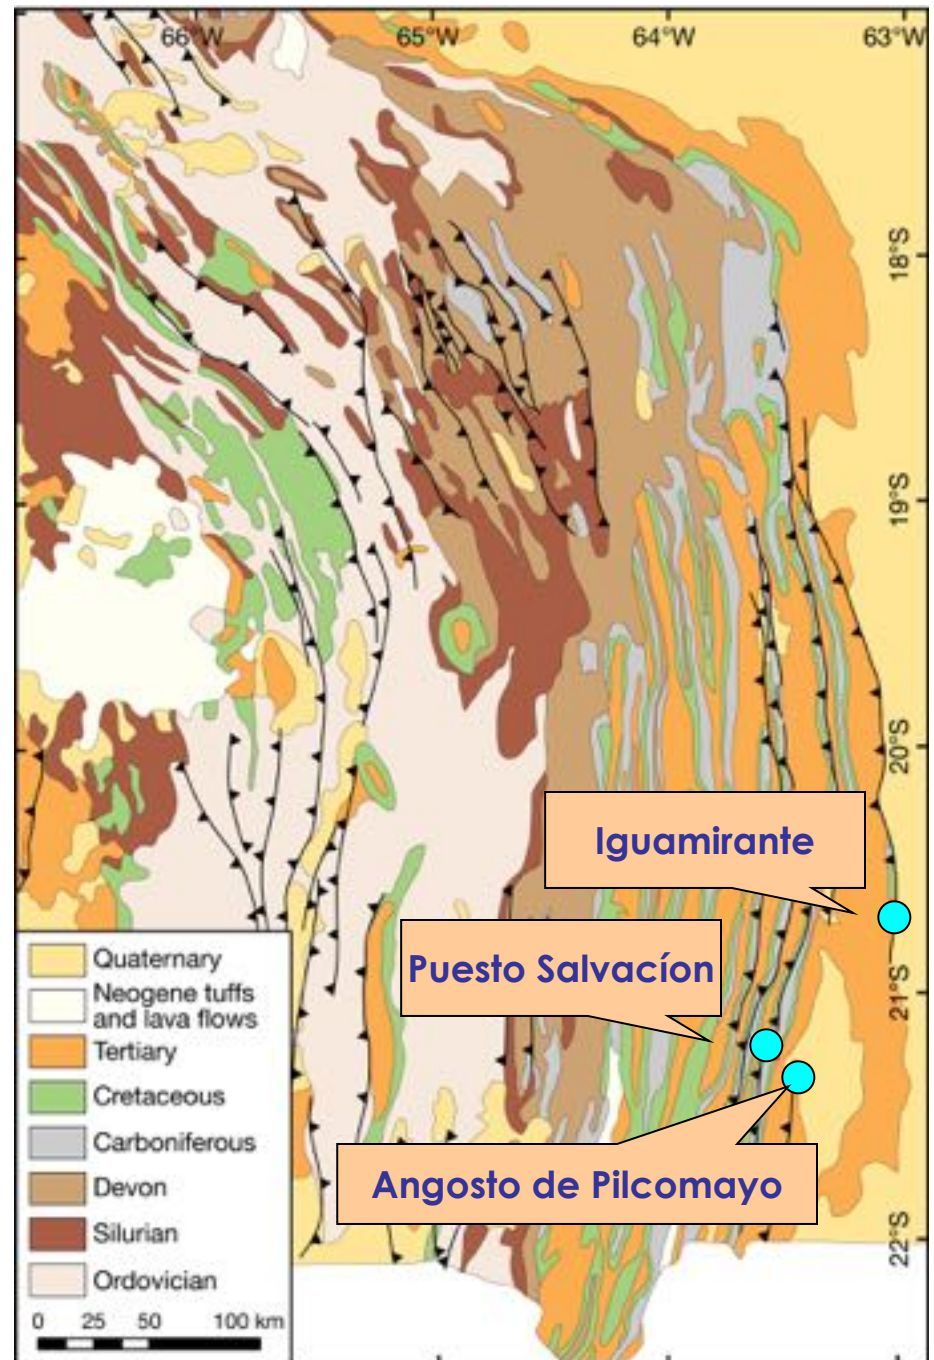 66°W
65°W
64°W
63°W
18°S
19°S
20°S
Iguamirante
Puesto Salvacíon
21°S
Angosto de Pilcomayo
22°S
Quaternary
Neogene tuffs
and lava flows
Tertiary
Cretaceous
Carboniferous
Devon
Silurian
Ordovician
0 25 50 100 km